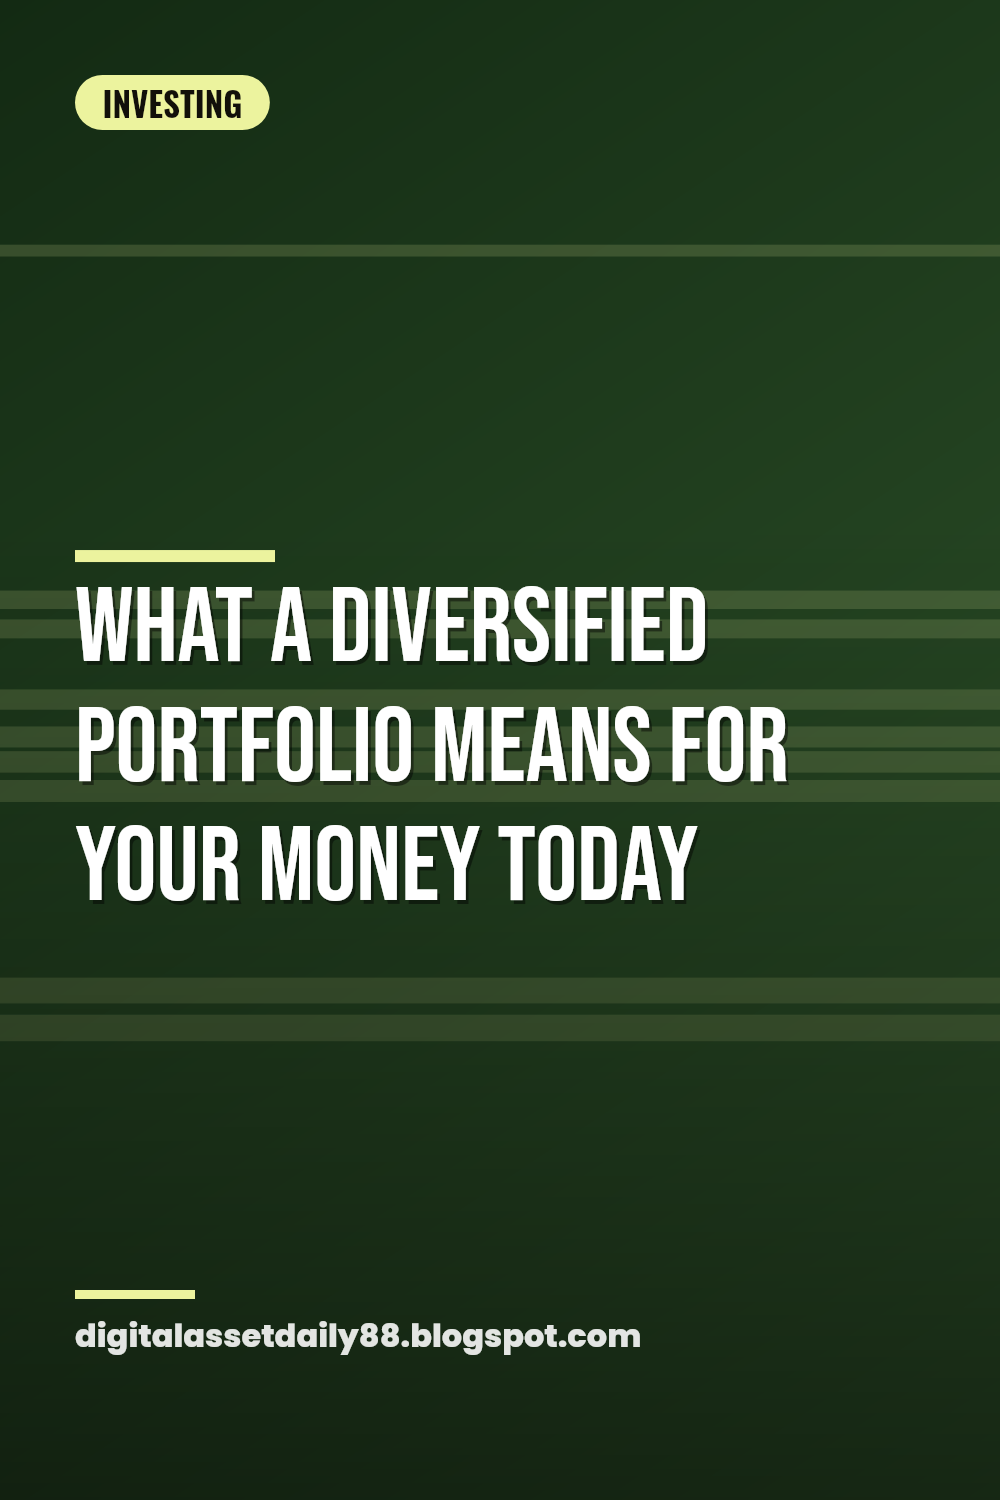 INVESTING
WHAT A DIVERSIFIED
PORTFOLIO MEANS FOR
YOUR MONEY TODAY
digitalassetdaily88.blogspot.com